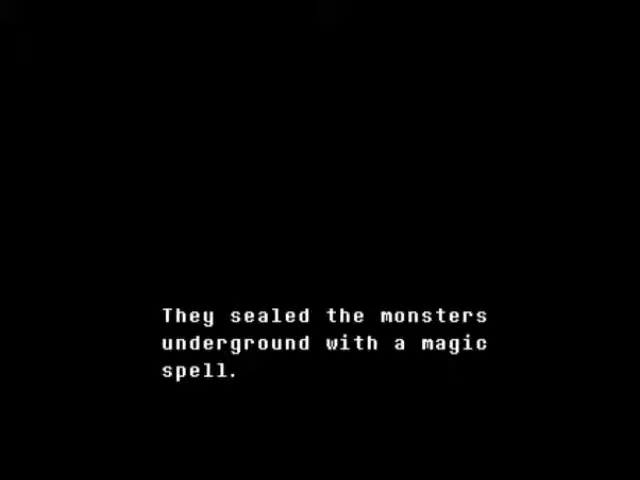 They sealed the monsters
underground with a magic
spell.